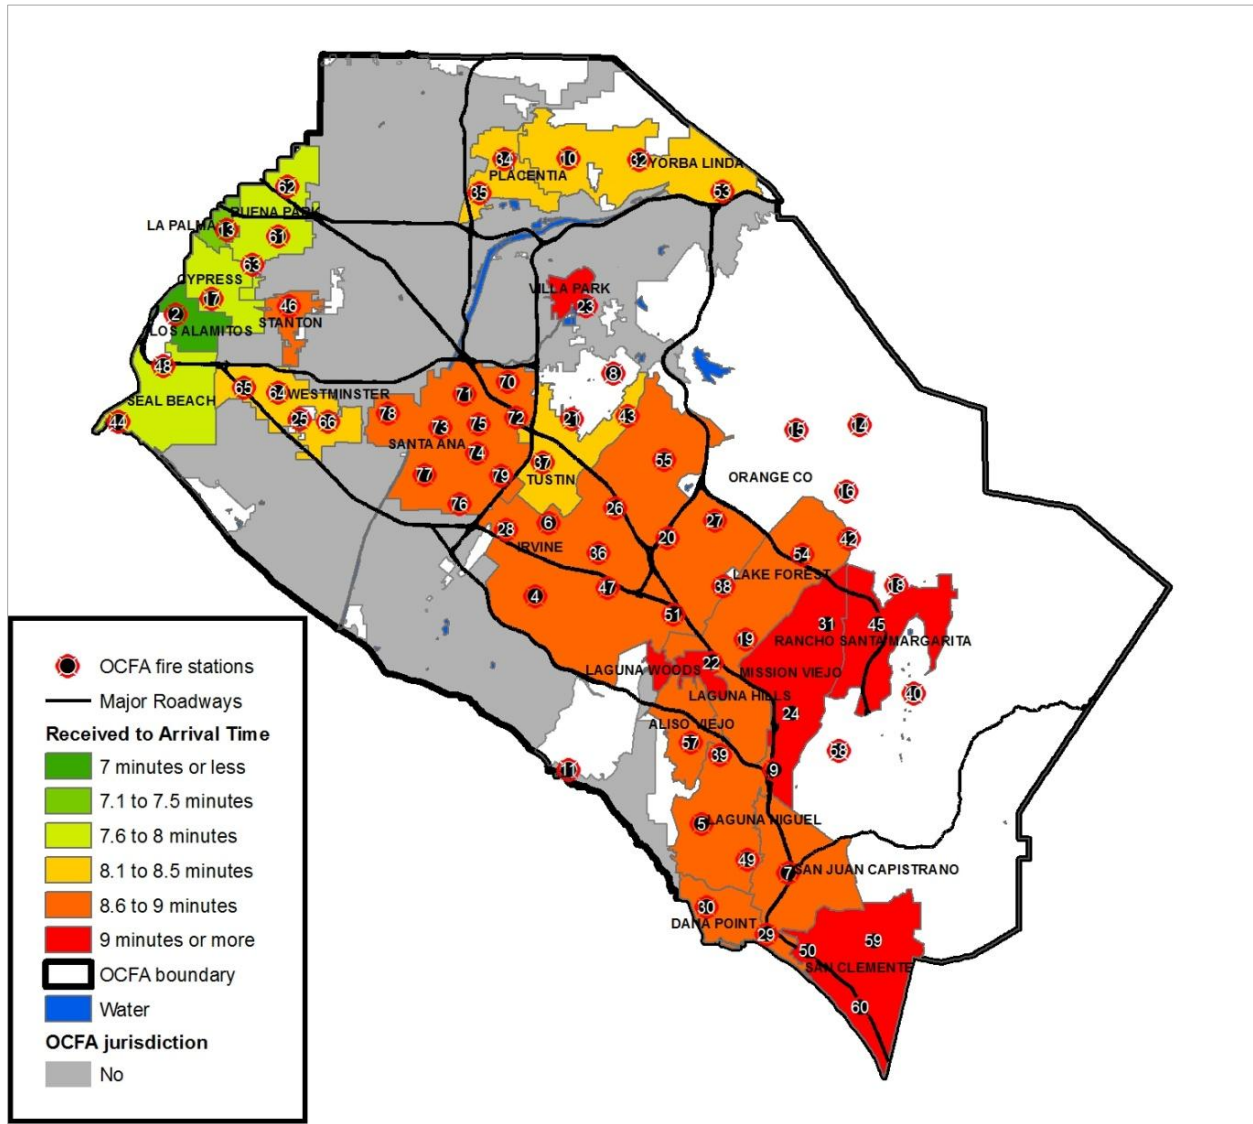 34
10
32
YORBA LINDA
PLACENTIA
62
35
53
BUENA PARK
LA PALMA
13
61
63
CYPRESS
17
VILLA PARK
46
23
2
STANTON
LOS ALAMITOS
48
8
70
65
64
WESTMINSTER
71
SEAL BEACH
78
72
43
44
25
66
73
75
21
15
14
SANTA ANA
74
37
55
77
79
TUSTIN
ORANGE CO
16
76
26
28
6
27
IRVINE
20
42
36
54
LAKE FOREST
4
47
38
18
51
31
45
19
RANCHO SANTA MARGARITA
LAGUNA WOODS
22
MISSION VIEJO
LAGUNA HILLS
40
24
ALISO VIEJO
57
39
58
11
9
5
LAGUNA NIGUEL
49
7
SAN JUAN CAPISTRANO
30
DANA POINT
29
50
59
SAN CLEMENTE
60
OCFA fire stations
Major Roadways
Received to Arrival Time
7 minutes or less
7.1 to 7.5 minutes
7.6 to 8 minutes
8.1 to 8.5 minutes
8.6 to 9 minutes
9 minutes or more
OCFA boundary
Water
OCFA jurisdiction
No